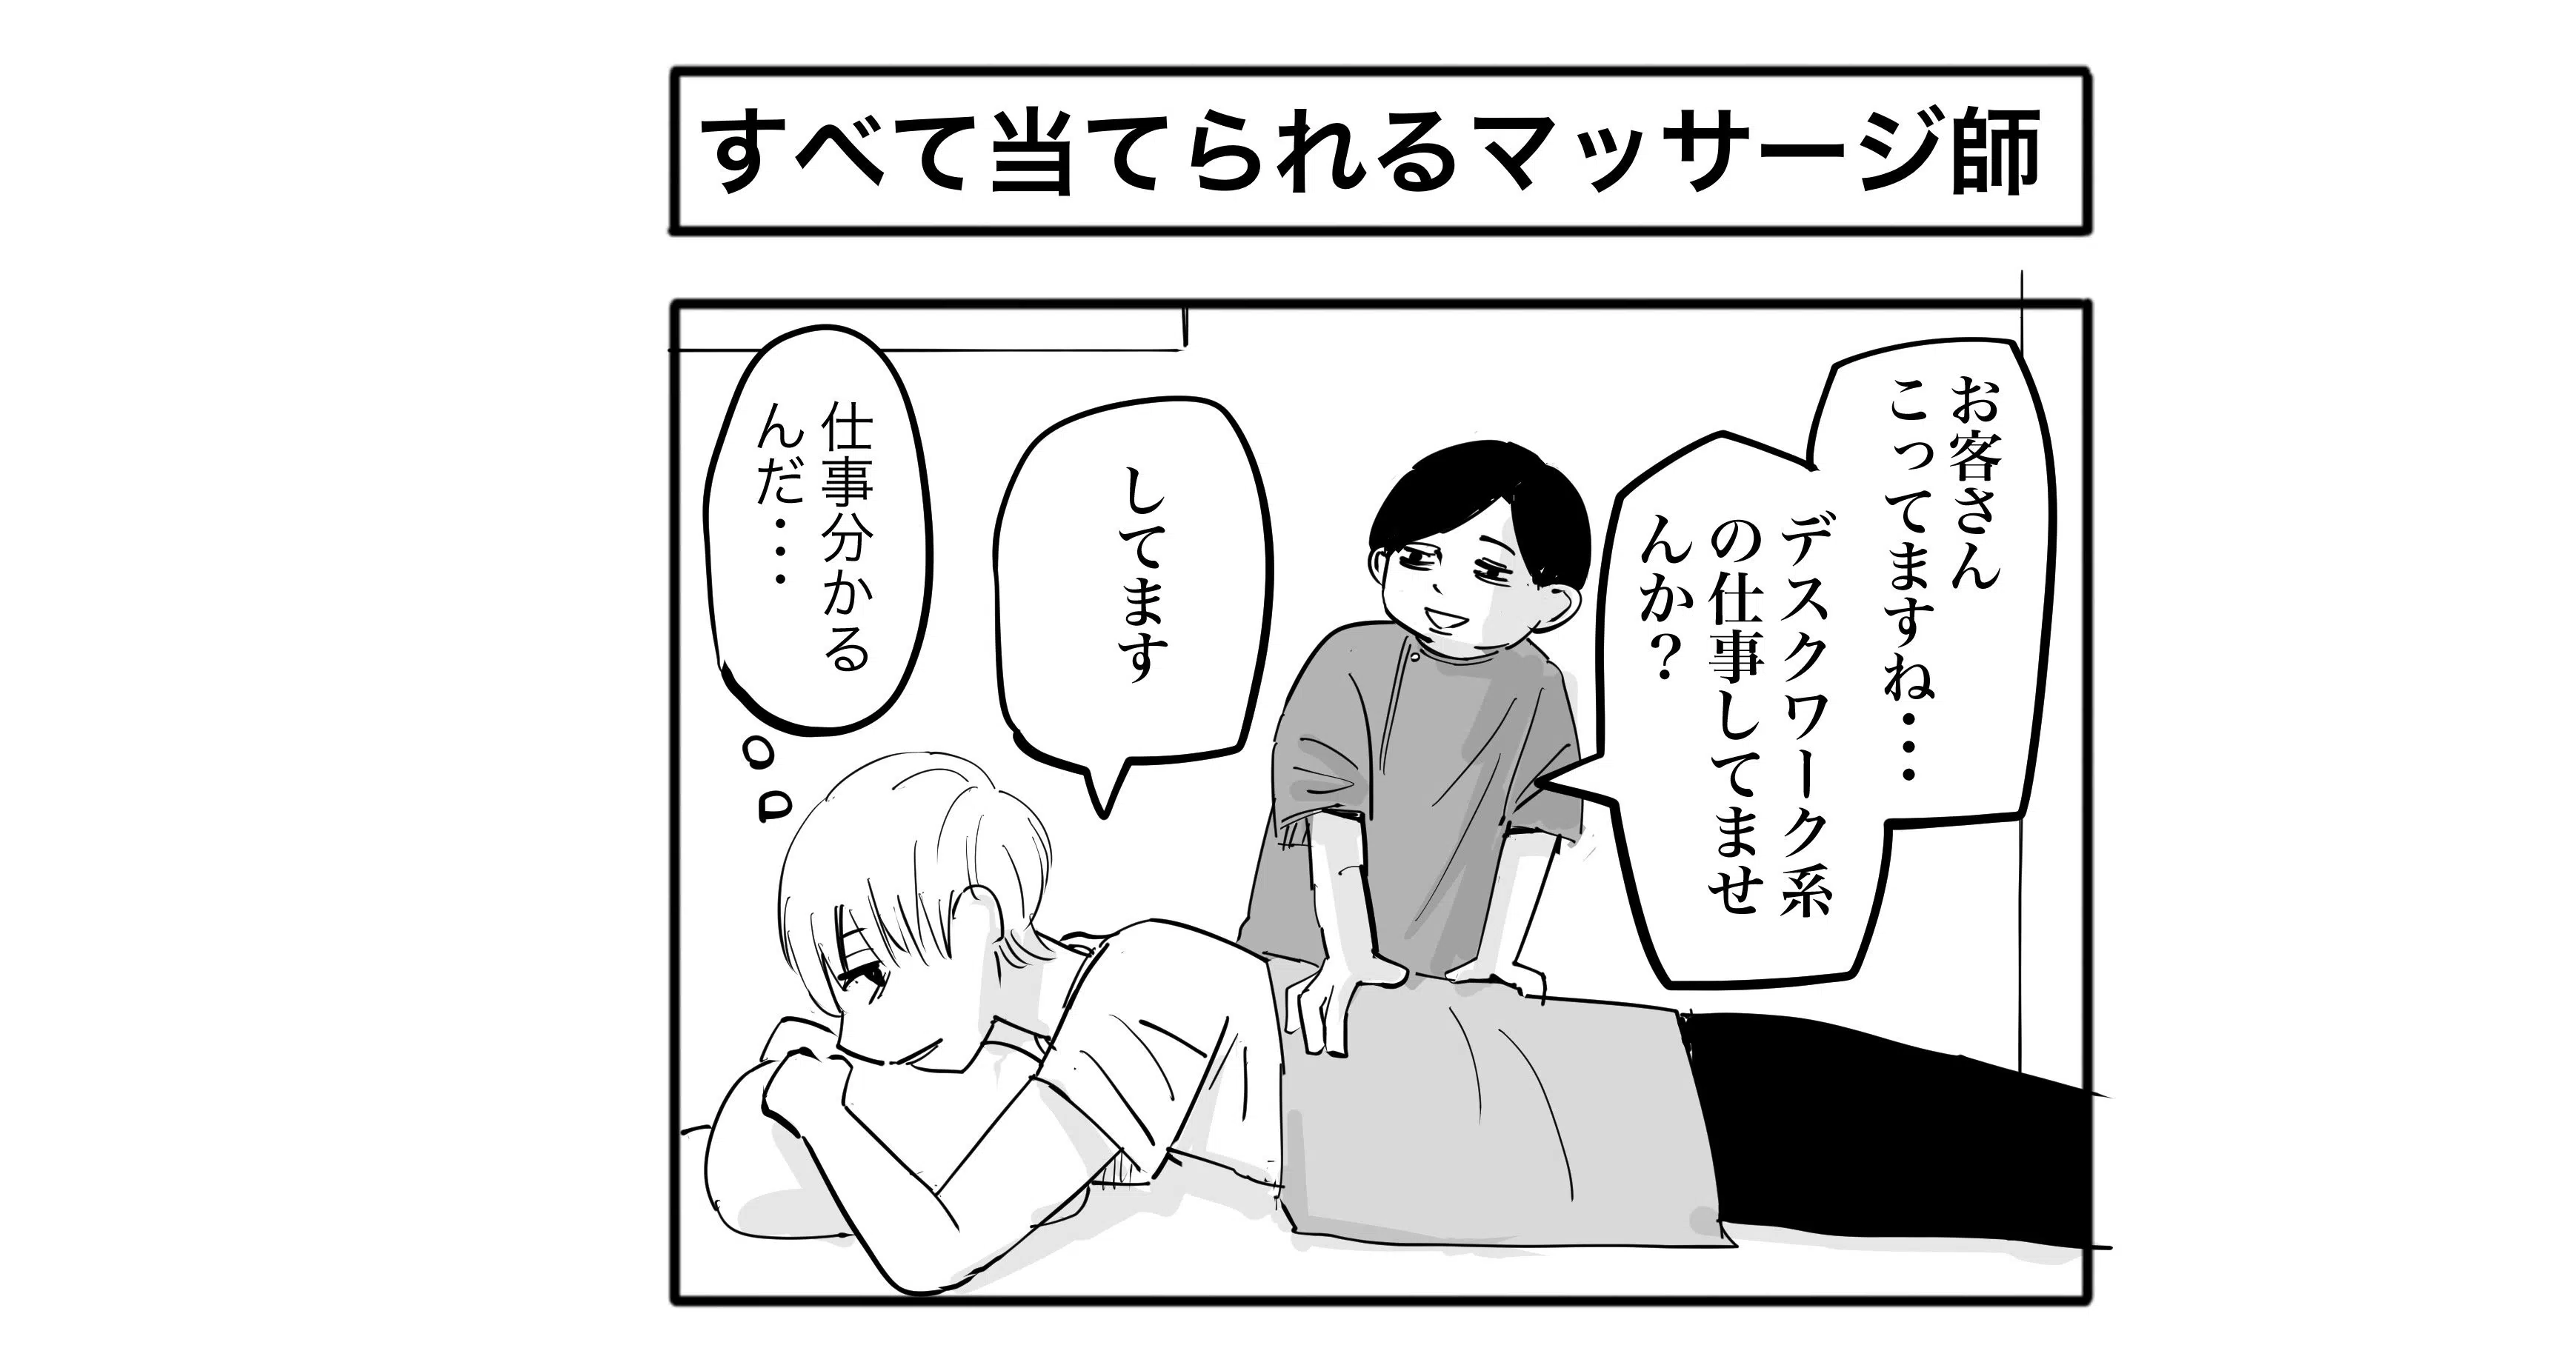 すべて当てられるマッサージ師
お客さん
こってますね…
デスクワーク系
の仕事してませ
んか?
してます
仕事分かる
んだ…